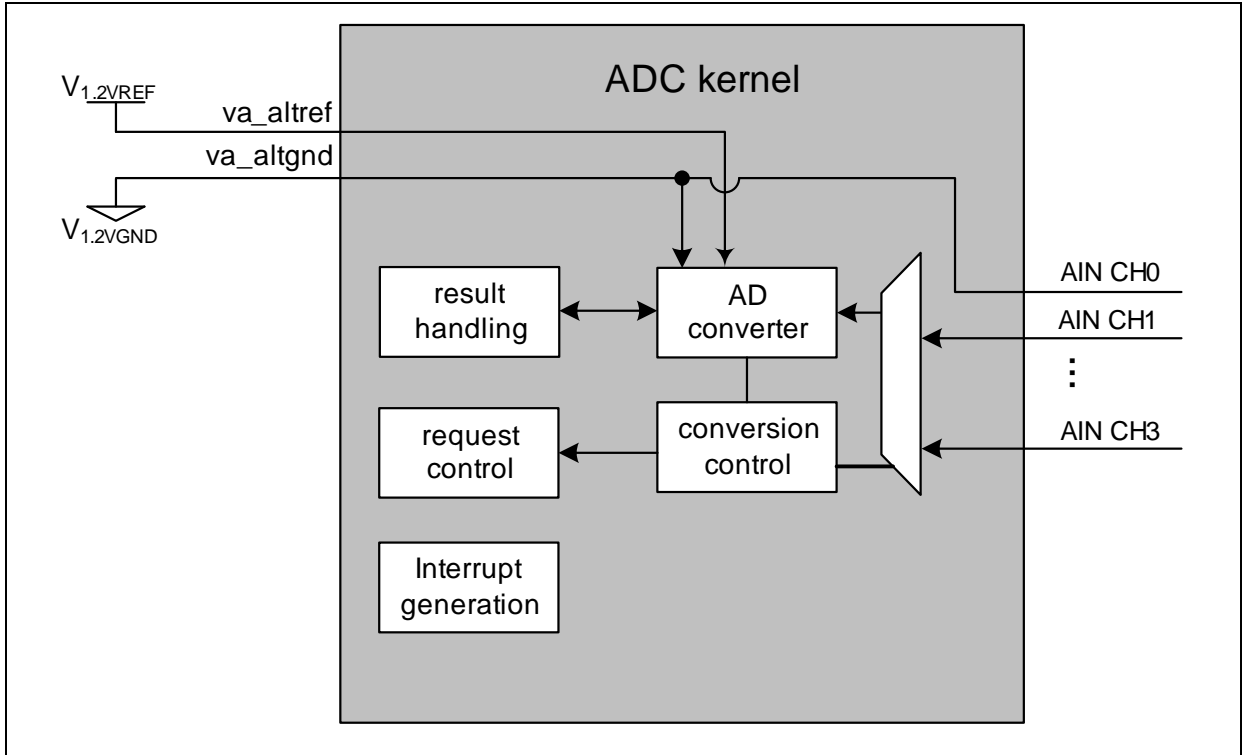 ADC kernel
V1.2VREF
va_altref
va_altgnd
V1.2VGND
result
handling
AD
converter
AIN CH0
AIN CH1
⋮
AIN CH3
request
control
conversion
control
Interrupt
generation